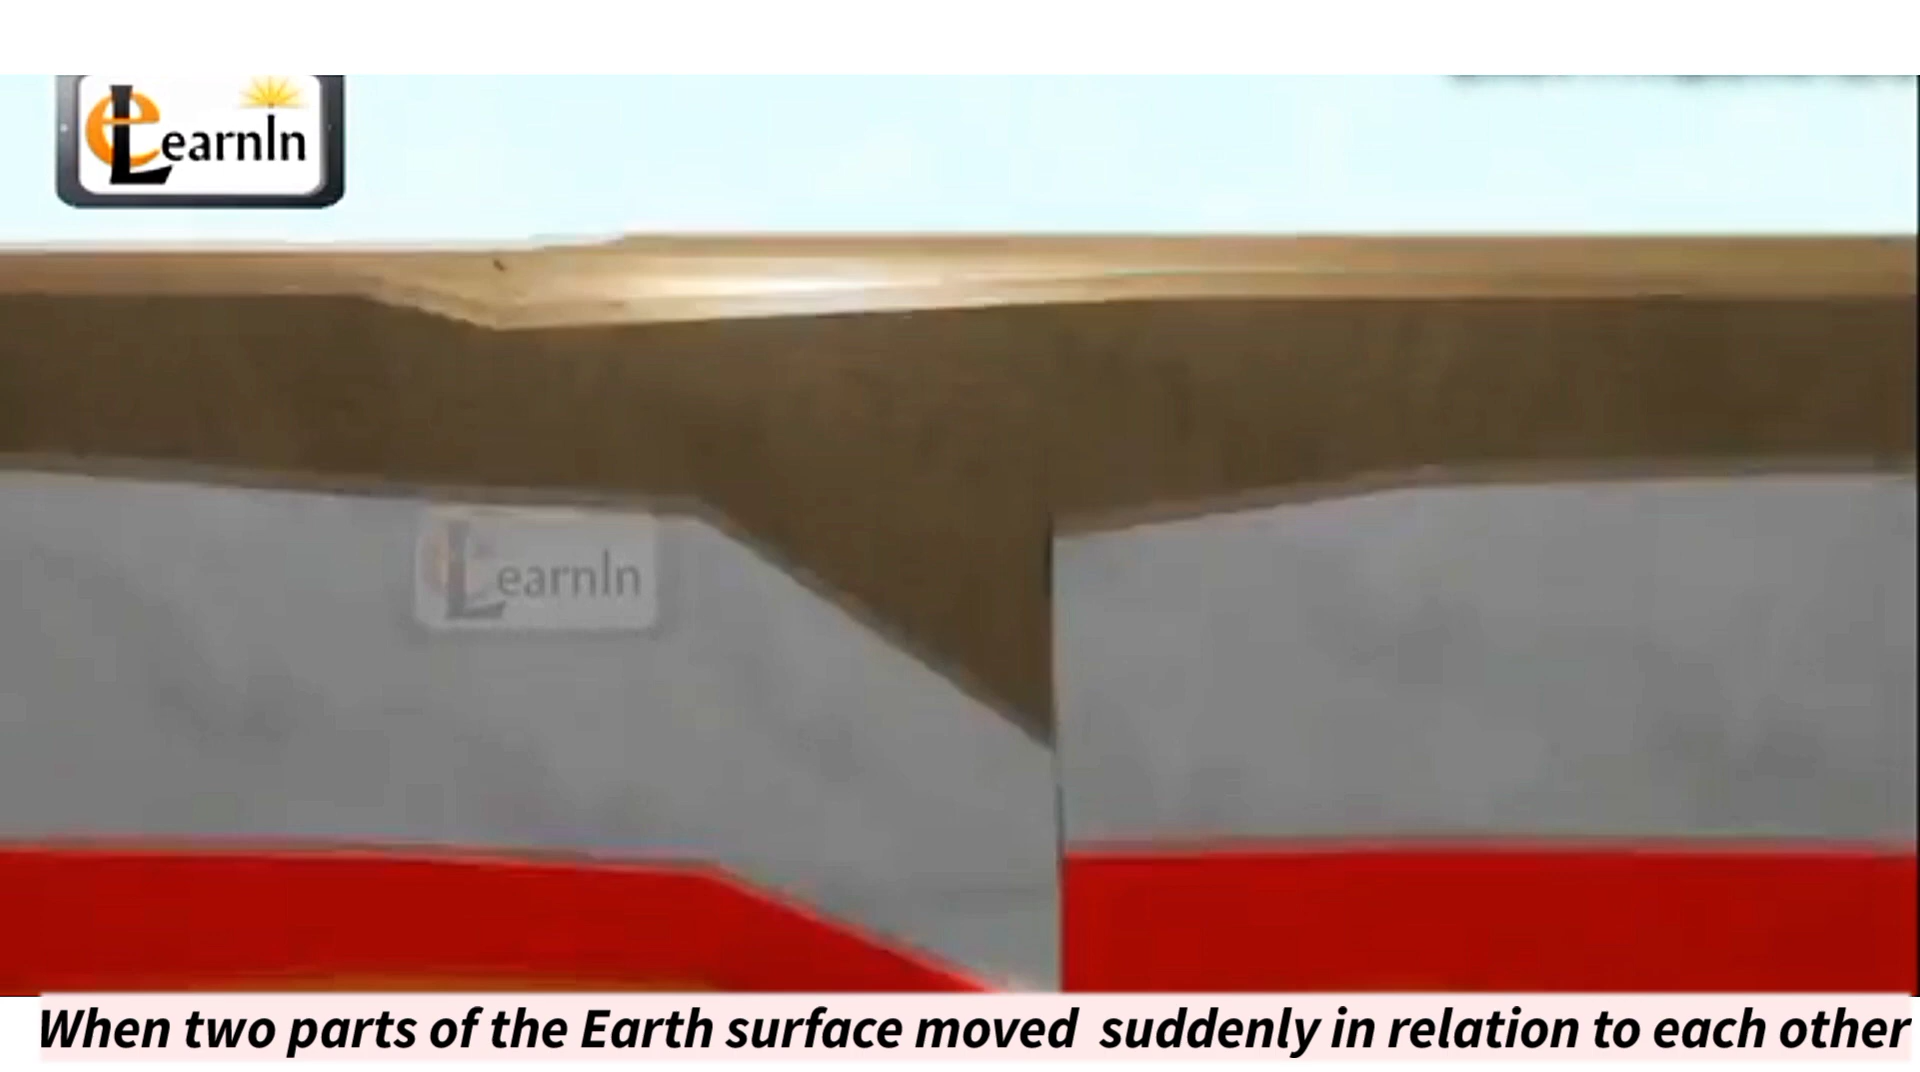 eLearnIn
eLearnIn
When two parts of the Earth surface moved  suddenly in relation to each other